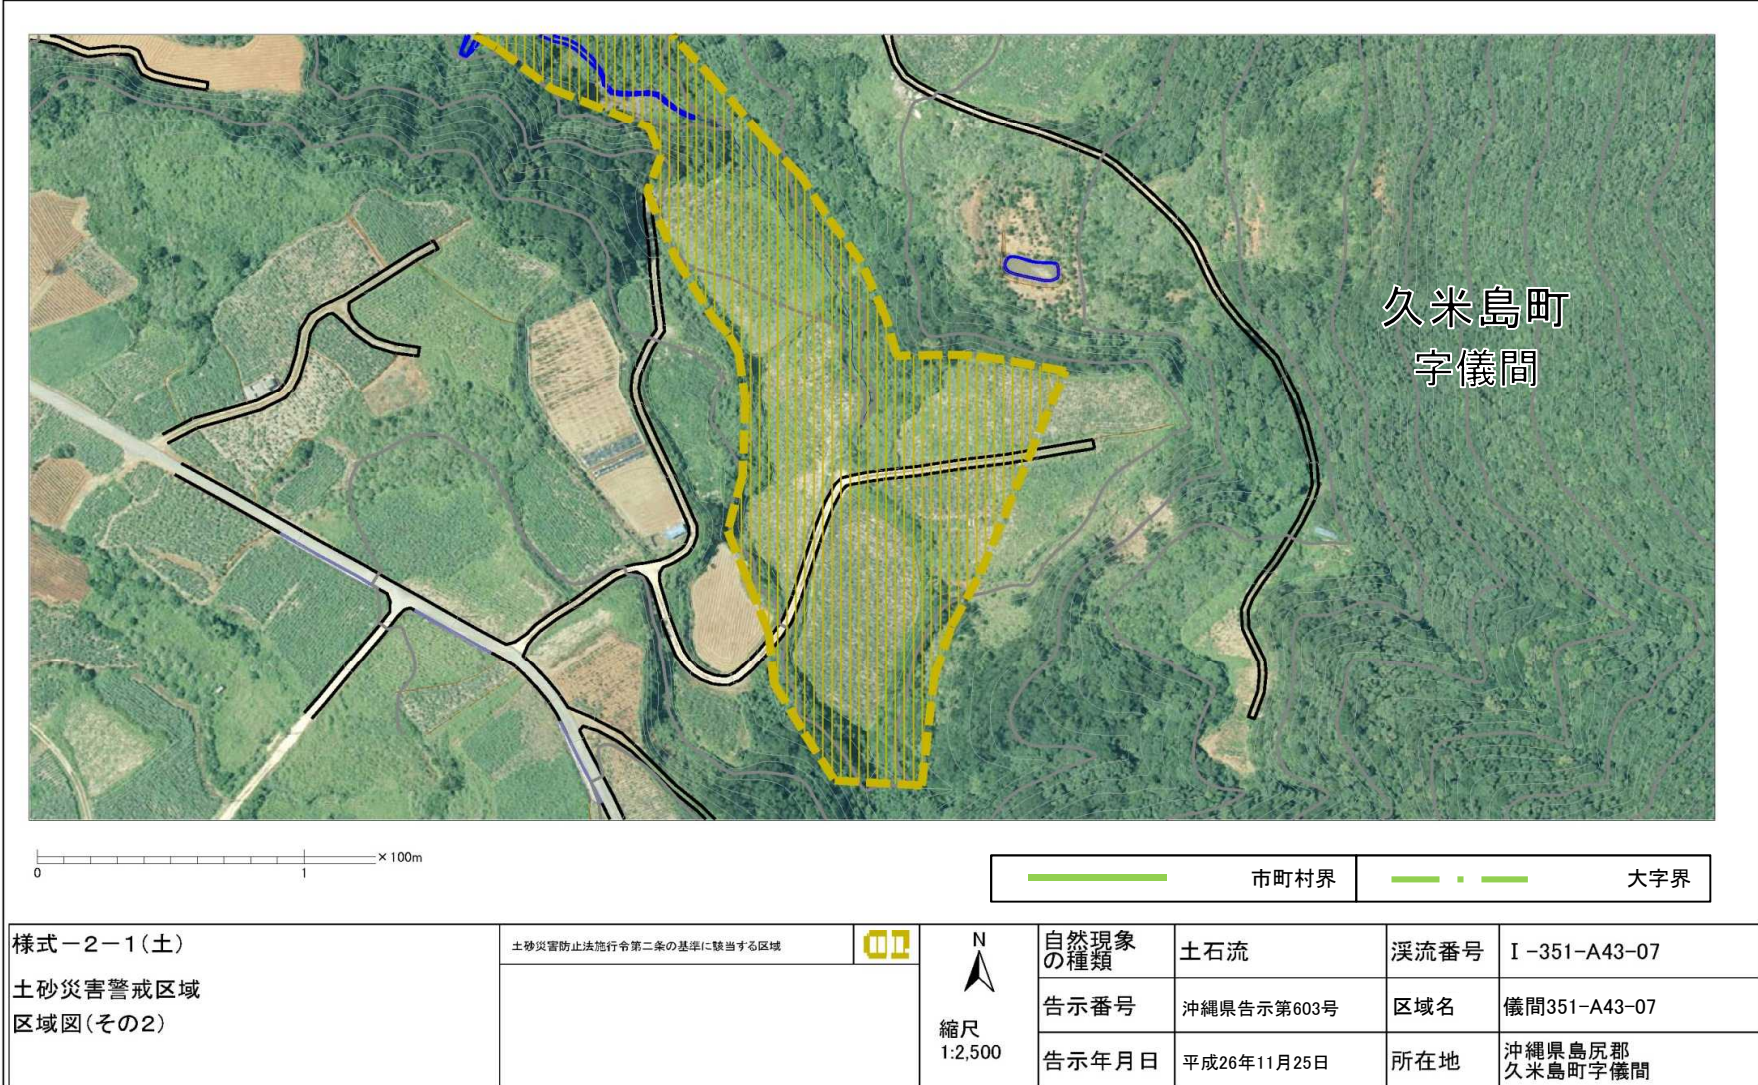 久米島町
字儀間
×100m
0 1
市町村界
大字界
様式-2-1(土)
土砂災害警戒区域
区域図(その2)
土砂災害防止法施行令第二条の基準に該当する区域
N
縮尺
1:2,500
自然現象
の種類
土石流
渓流番号
Ⅰ-351-A43-07
告示番号
沖縄県告示第603号
区域名
儀間351-A43-07
告示年月日
平成26年11月25日
所在地
沖縄県島尻郡
久米島町字儀間